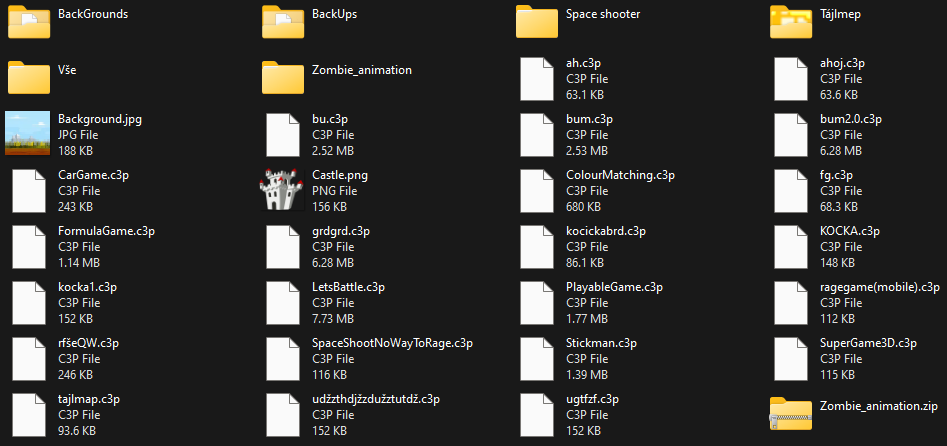 BackGrounds
BackUps
Space shooter
Tájlmep
Vše
Zombie_animation
ah.c3p
C3P File
63.1 KB
ahoj.c3p
C3P File
63.6 KB
Background.jpg
JPG File
188 KB
bu.c3p
C3P File
2.52 MB
bum.c3p
C3P File
2.53 MB
bum2.0.c3p
C3P File
6.28 MB
CarGame.c3p
C3P File
243 KB
Castle.png
PNG File
156 KB
ColourMatching.c3p
C3P File
680 KB
fg.c3p
C3P File
68.3 KB
FormulaGame.c3p
C3P File
1.14 MB
grdgrd.c3p
C3P File
6.28 MB
kocickabrd.c3p
C3P File
86.1 KB
KOCKA.c3p
C3P File
148 KB
kocka1.c3p
C3P File
152 KB
LetsBattle.c3p
C3P File
7.73 MB
PlayableGame.c3p
C3P File
1.77 MB
ragegame(mobile).c3p
C3P File
112 KB
rfšeQW.c3p
C3P File
246 KB
SpaceShootNoWayToRage.c3p
C3P File
116 KB
Stickman.c3p
C3P File
1.39 MB
SuperGame3D.c3p
C3P File
115 KB
tajlmap.c3p
C3P File
93.6 KB
udžzthdjžzdužztutdž.c3p
C3P File
152 KB
ugtfzf.c3p
C3P File
152 KB
Zombie_animation.zip